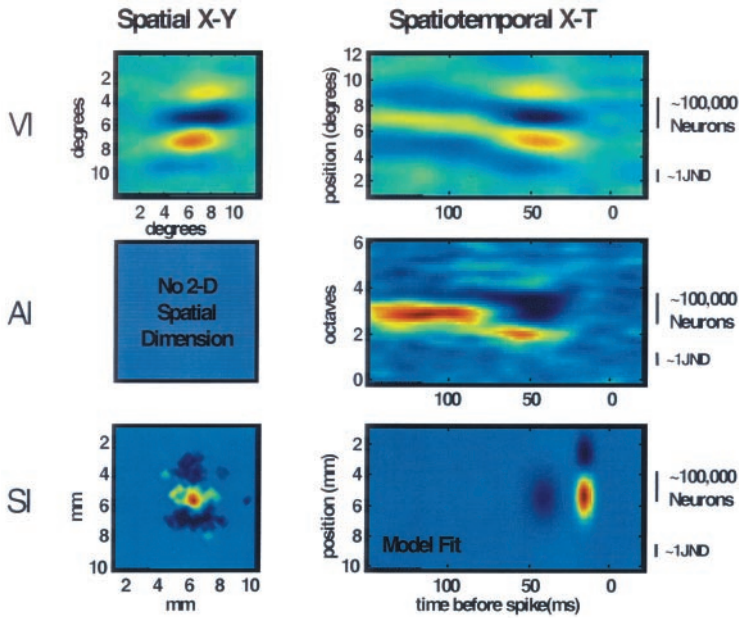 Spatial X-Y
Spatiotemporal X-T
VI
degrees
2
4
6
8
10
2 4 6 8 10
degrees
position (degrees)
12
10
8
6
4
2
100 50 0
~100,000
Neurons
~1JND
AI
No 2-D
Spatial
Dimension
octaves
6
4
2
0
100 50 0
~100,000
Neurons
~1JND
SI
mm
2
4
6
8
10
2 4 6 8 10
mm
position (mm)
2
4
6
8
10
Model Fit
100 50 0
time before spike(ms)
~100,000
Neurons
~1JND